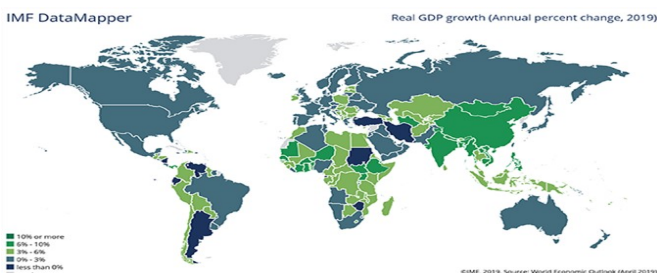 IMF DataMapper
Real GDP growth (Annual percent change, 2019)
10% or more
6% - 10%
3% - 6%
0% - 3%
less than 0%
©IMF, 2019, Source: World Economic Outlook (April 2019)